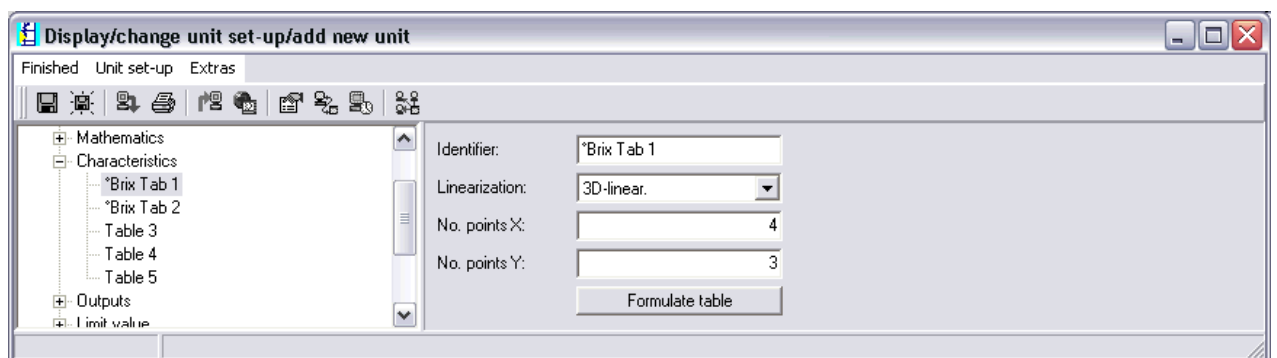 Display/change unit set-up/add new unit
Finished Unit set-up Extras
Mathematics
Characteristics
°Brix Tab 1
°Brix Tab 2
Table 3
Table 4
Table 5
Outputs
Limit value
Identifier: °Brix Tab 1
Linearization: 3D-linear.
No. points X: 4
No. points Y: 3
Formulate table